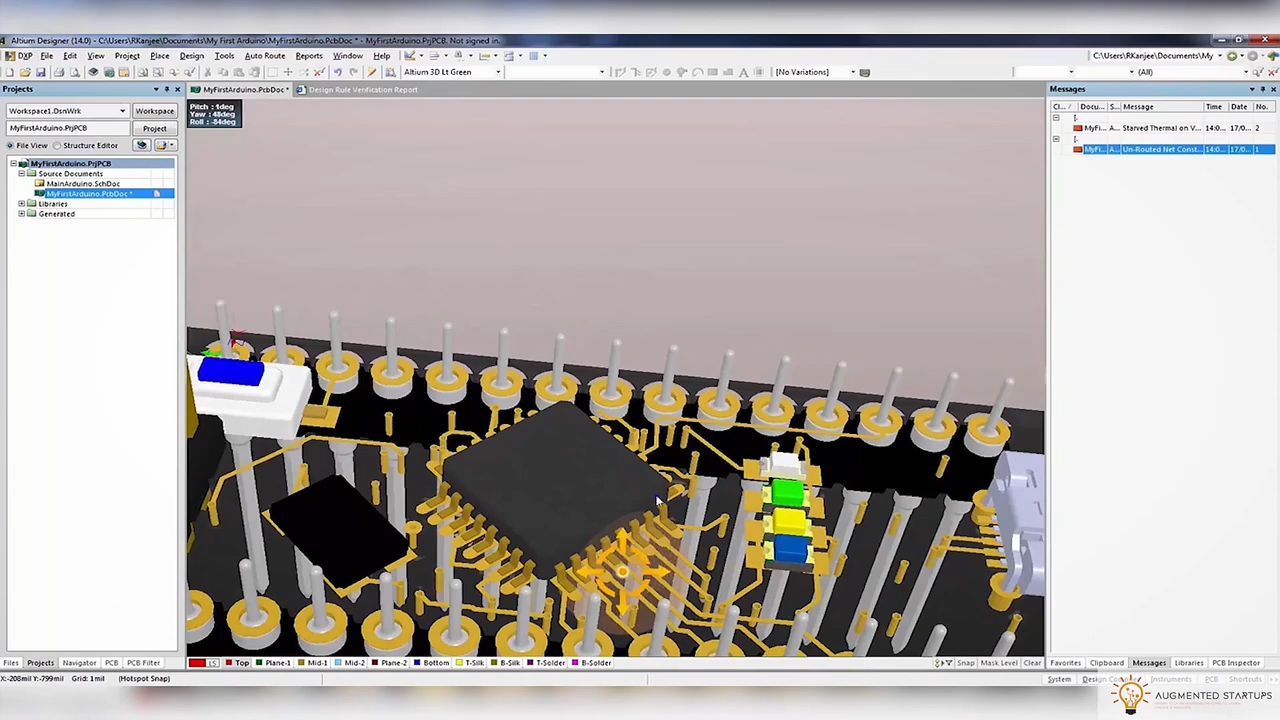 Altium Designer (14.0) - C:\Users\RKanjee\Documents\My First Arduino\MyFirstArduino.PcbDoc * - MyFirstArduino.PrjPCB. Not signed in.
DXP File Edit View Project Place Design Tools Auto Route Reports Window Help C:\Users\RKanjee\Documents\My
Altium 3D Lt Green [No Variations] (All)
Projects
MyFirstArduino.PcbDoc * Design Rule Verification Report
Messages
Workspace1.DsnWrk Workspace
MyFirstArduino.PrjPCB Project
File View Structure Editor
MyFirstArduino.PrjPCB
Source Documents
MainArduino.SchDoc
MyFirstArduino.PcbDoc *
Libraries
Generated
Pitch : 1deg
Yaw : 48deg
Roll : -84deg
Cl... Docu... S... Message Time Date No.
[.
MyFi... A... Starved Thermal on V... 14:0... 17/0... 2
[.
MyFi... A... Un-Routed Net Const... 14:0... 17/0... 1
Files Projects Navigator PCB PCB Filter
LS Top Plane-1 Mid-1 Mid-2 Plane-2 Bottom T-Silk B-Silk T-Solder B-Solder Snap Mask Level Clear
Favorites Clipboard Messages Libraries PCB Inspector
X:-208mil Y:-799mil Grid: 1mil (Hotspot Snap)
System Design Instruments PCB Shortcuts
AUGMENTED STARTUPS